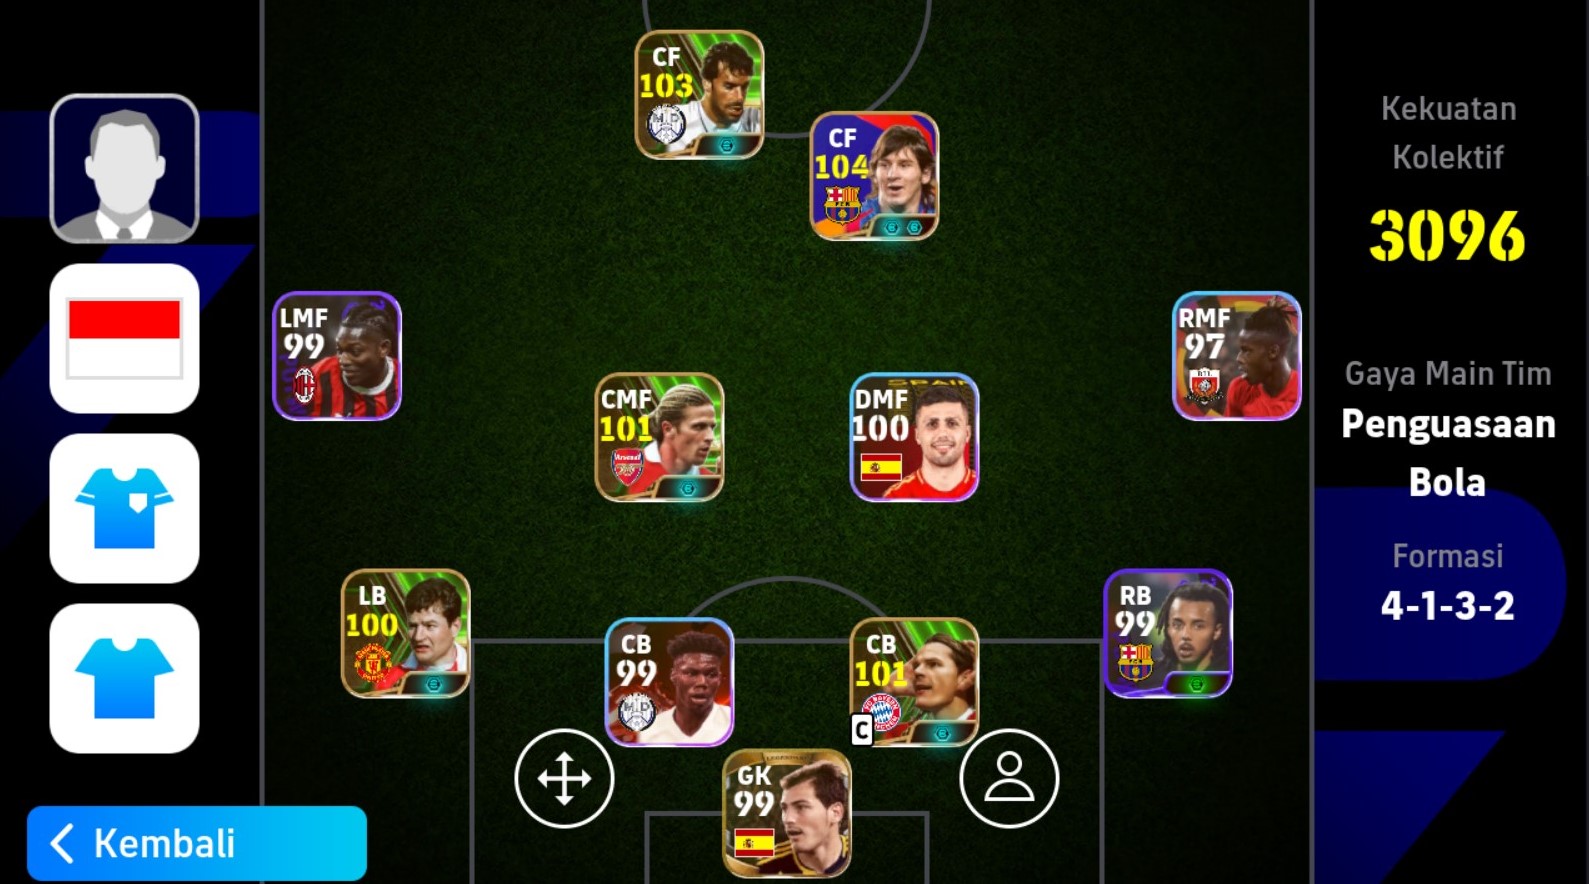 CF
103
CF
104
LMF
99
RMF
97
CMF
101
DMF
100
SPAIN
LB
100
CB
99
CB
101
C
RB
99
GK
99
Kembali
Kekuatan
Kolektif
3096
Gaya Main Tim
Penguasaan
Bola
Formasi
4-1-3-2